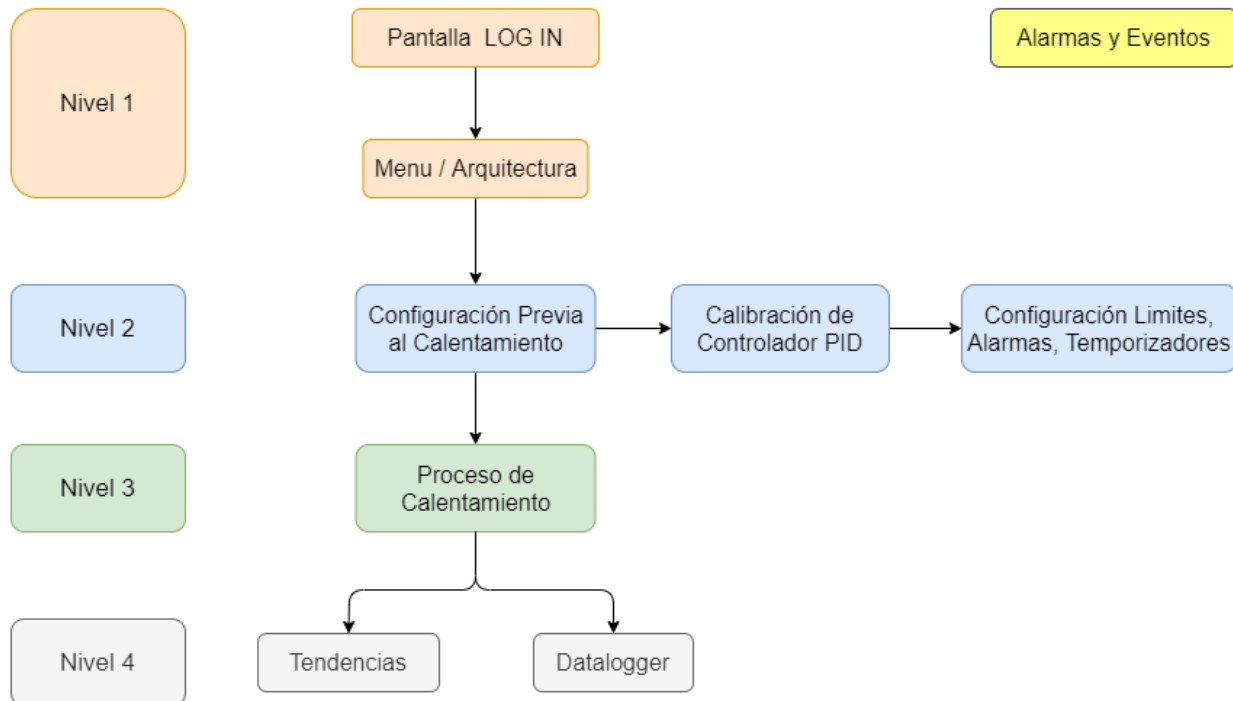 Pantalla LOG IN
Alarmas y Eventos
Nivel 1
Menu / Arquitectura
Nivel 2
Configuración Previa
al Calentamiento
Calibración de
Controlador PID
Configuración Limites,
Alarmas, Temporizadores
Nivel 3
Proceso de
Calentamiento
Nivel 4
Tendencias
Datalogger